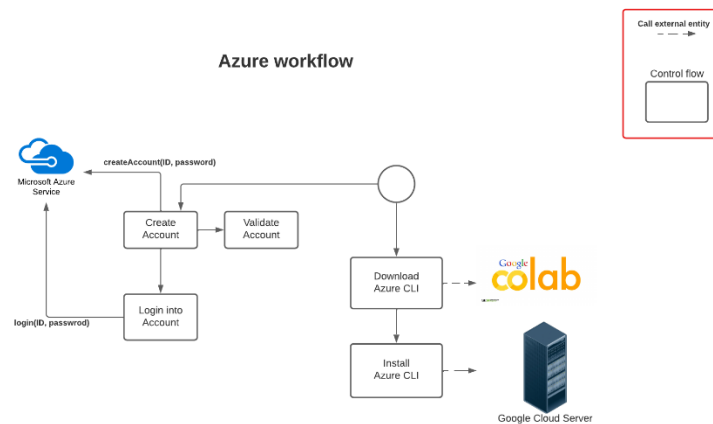 Call external entity
Azure workflow
Control flow
createAccount(ID, password)
Microsoft Azure
Service
Create
Account
Validate
Account
Google
colab
Download
Azure CLI
Login into
Account
login(ID, passwrod)
Install
Azure CLI
Google Cloud Server